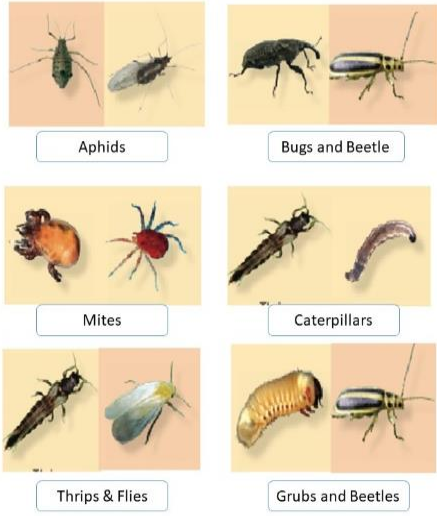 Aphids
Bugs and Beetle
Mites
Caterpillars
Thrips & Flies
Grubs and Beetles